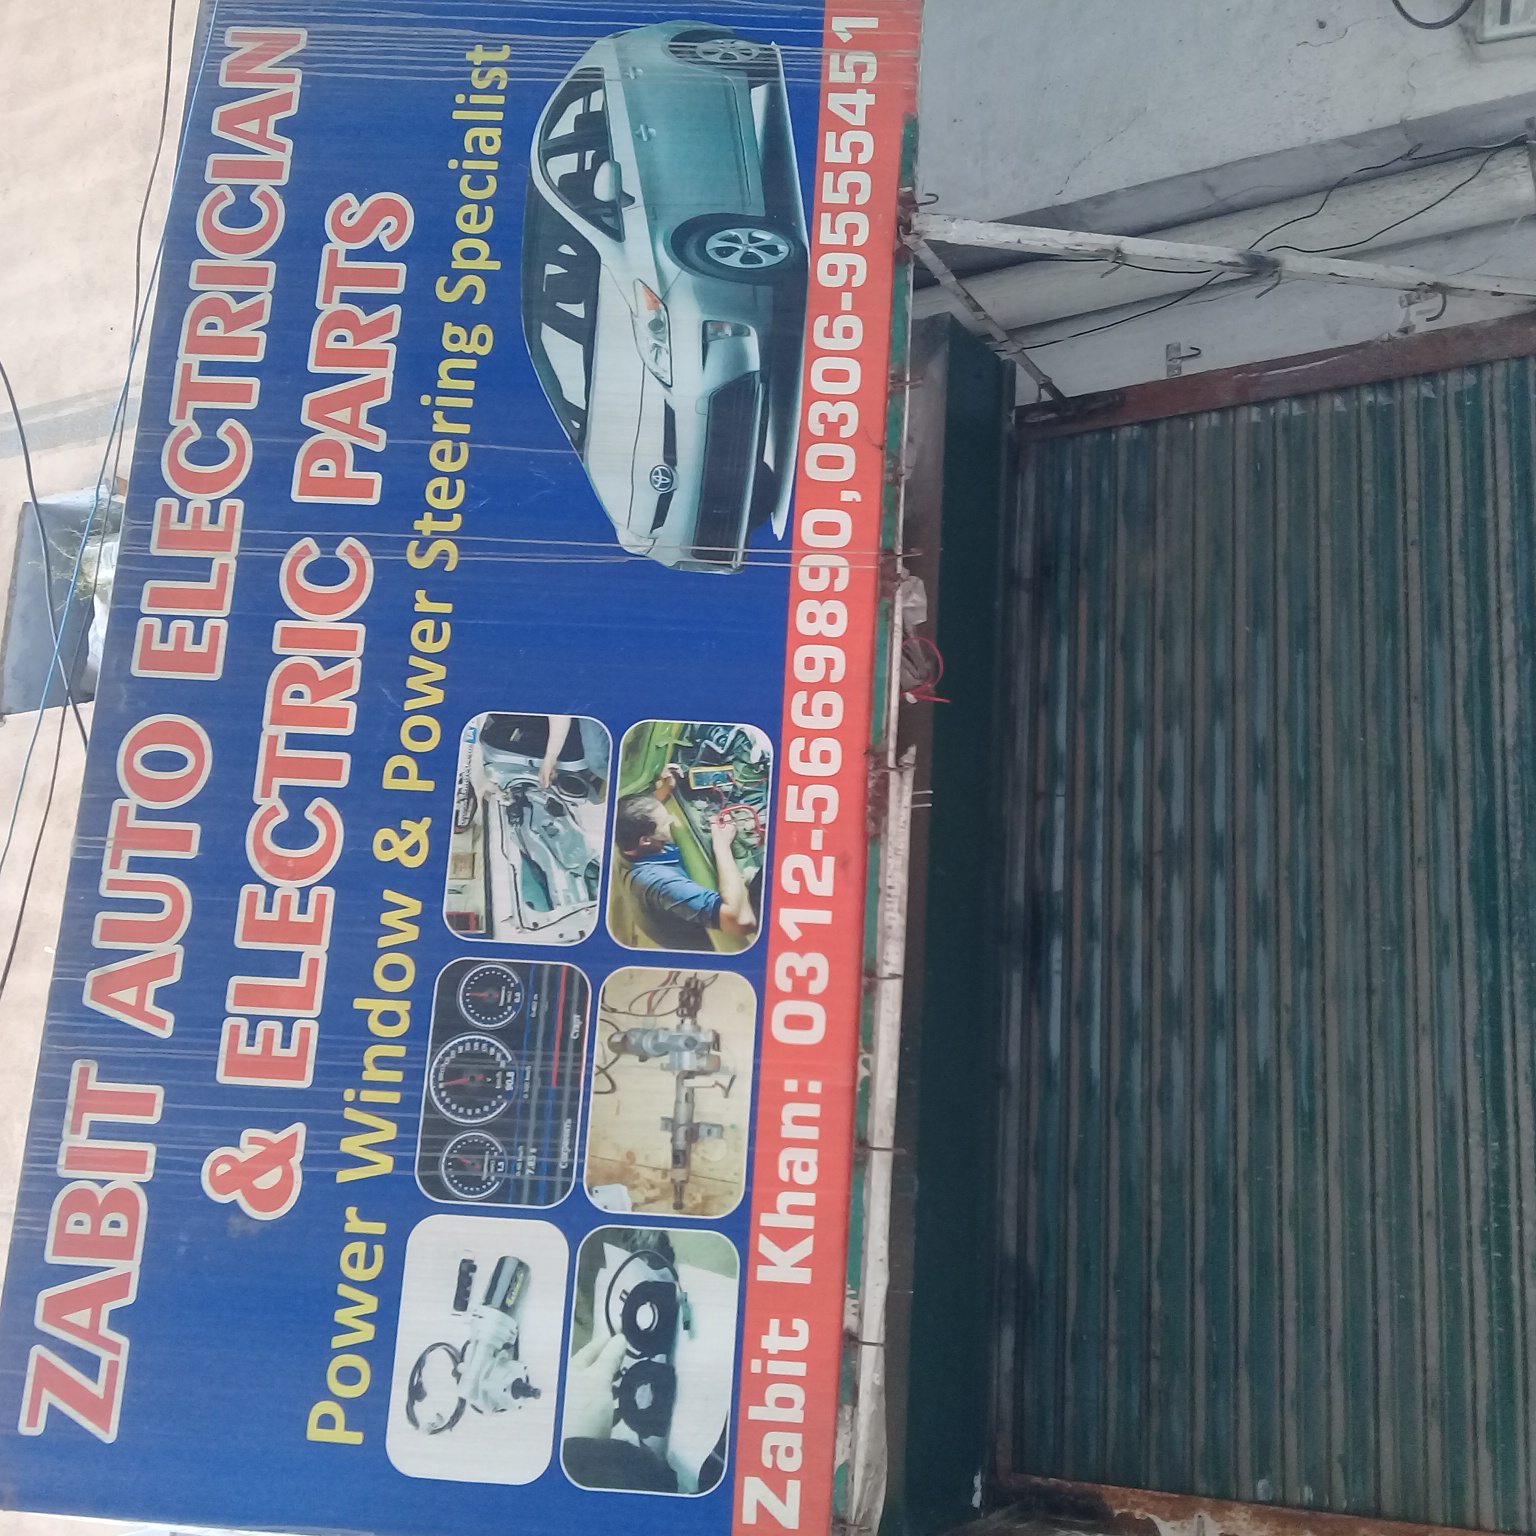 ZABIT AUTO ELECTRICIAN
& ELECTRIC PARTS
Power Window & Power Steering Specialist
Zabit Khan: 0312-5669890,0306-9555451